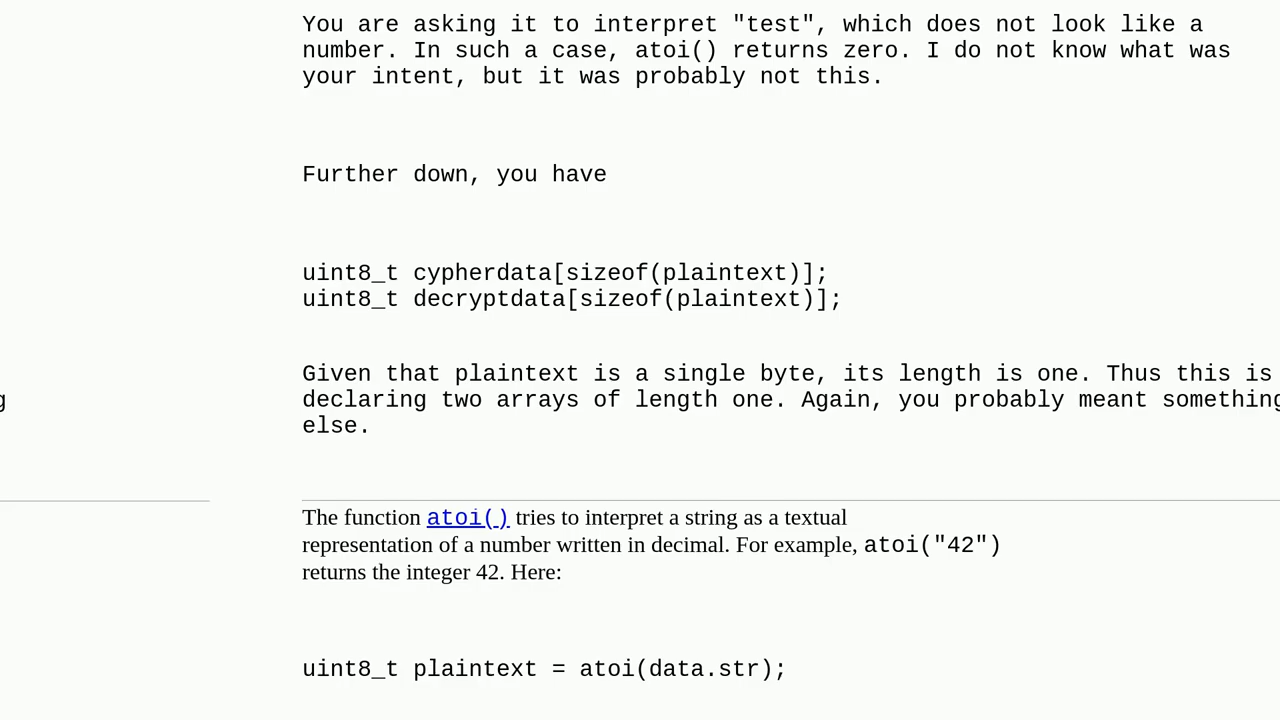 You are asking it to interpret "test", which does not look like a
number. In such a case, atoi() returns zero. I do not know what was
your intent, but it was probably not this.
Further down, you have
uint8_t cypherdata[sizeof(plaintext)];
uint8_t decryptdata[sizeof(plaintext)];
Given that plaintext is a single byte, its length is one. Thus this is
g
declaring two arrays of length one. Again, you probably meant something
else.
The function atoi() tries to interpret a string as a textual
representation of a number written in decimal. For example, atoi("42")
returns the integer 42. Here:
uint8_t plaintext = atoi(data.str);